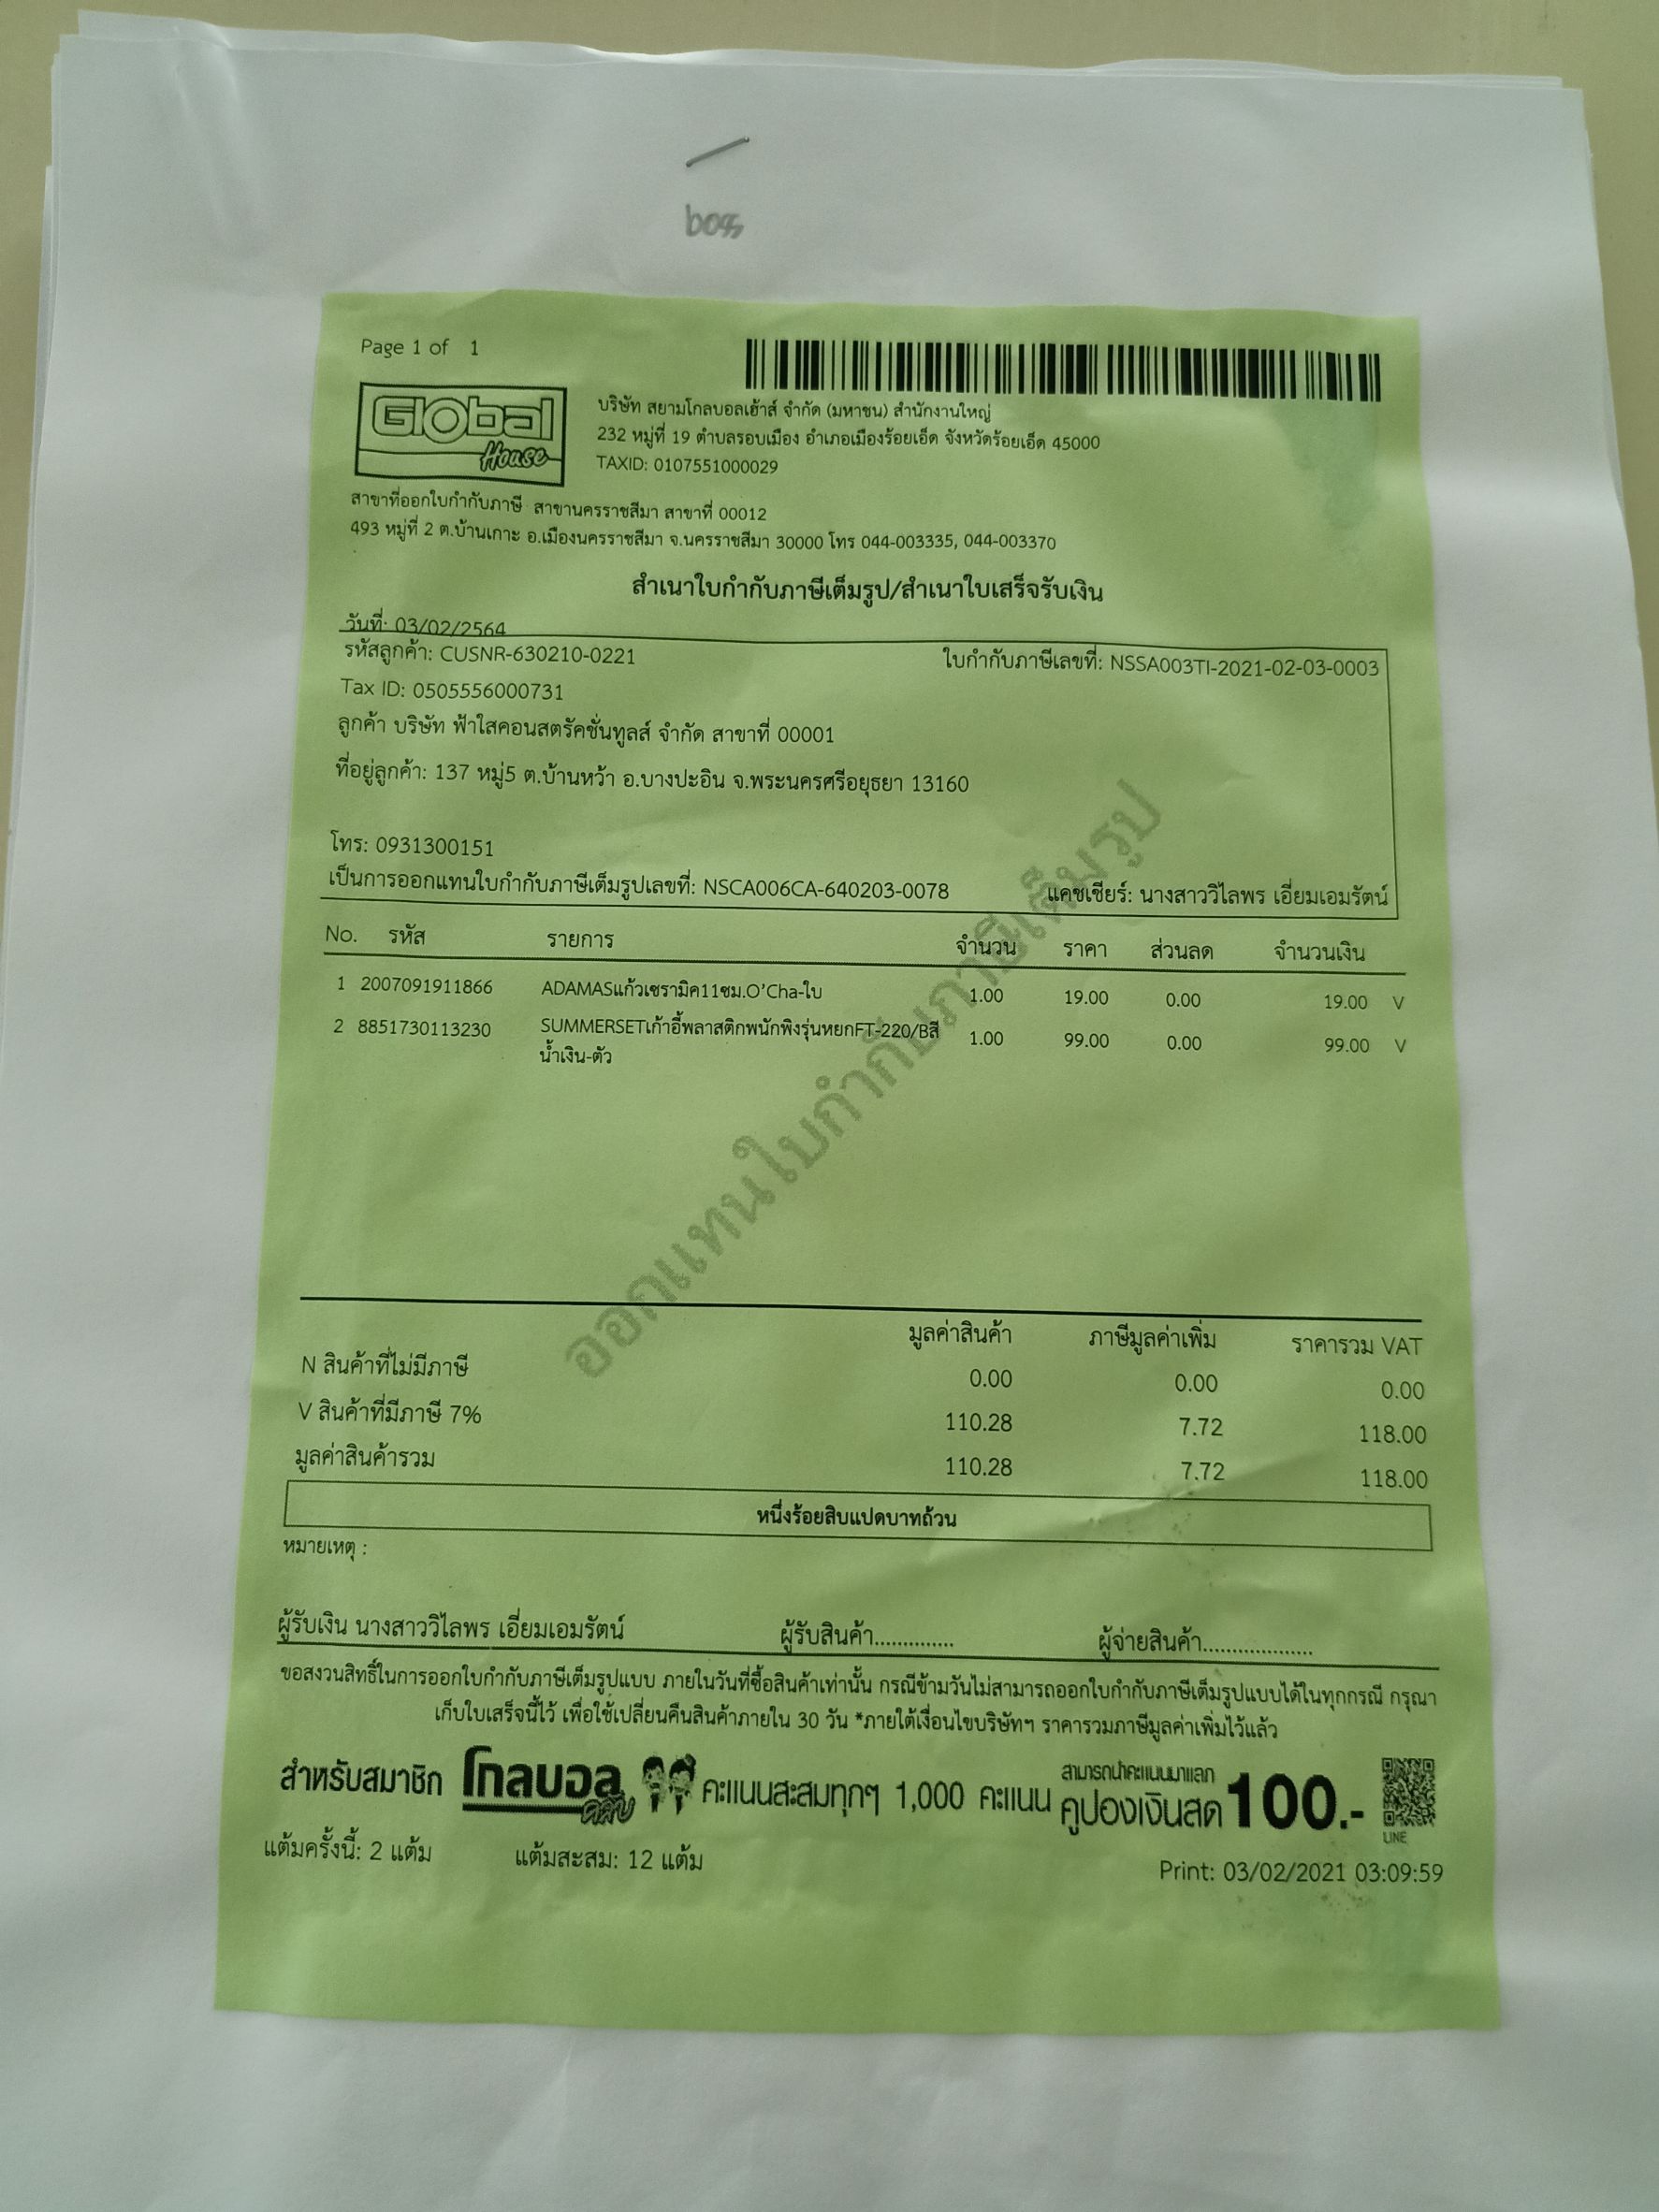 boss
Page 1 of 1
Global
House
บริษัท สยามโกลบอลเฮ้าส์ จำกัด (มหาชน) สำนักงานใหญ่
232 หมู่ที่ 19 ตำบลรอบเมือง อำเภอเมืองร้อยเอ็ด จังหวัดร้อยเอ็ด 45000
TAXID: 0107551000029
สาขาที่ออกใบกำกับภาษี สาขานครราชสีมา สาขาที่ 00012
493 หมู่ที่ 2 ต.บ้านเกาะ อ.เมืองนครราชสีมา จ.นครราชสีมา 30000 โทร 044-003335, 044-003370
สำเนาใบกำกับภาษีเต็มรูป/สำเนาใบเสร็จรับเงิน
วันที่: 03/02/2564
รหัสลูกค้า: CUSNR-630210-0221 ใบกำกับภาษีเลขที่: NSSA003TI-2021-02-03-0003
Tax ID: 0505556000731
ลูกค้า บริษัท ฟ้าใสคอนสตรัคชั่นทูลส์ จำกัด สาขาที่ 00001
ที่อยู่ลูกค้า: 137 หมู่5 ต.บ้านหว้า อ.บางปะอิน จ.พระนครศรีอยุธยา 13160
โทร: 0931300151
เป็นการออกแทนใบกำกับภาษีเต็มรูปเลขที่: NSCA006CA-640203-0078 แคชเชียร์: นางสาววิไลพร เอี่ยมเอมรัตน์
No. รหัส รายการ จำนวน ราคา ส่วนลด จำนวนเงิน
1 2007091911866 ADAMASแก้วเซรามิค11ซม.O'Cha-ใบ 1.00 19.00 0.00 19.00 V
2 8851730113230 SUMMERSETเก้าอี้พลาสติกพนักพิงรุ่นหยกFT-220/Bสี 1.00 99.00 0.00 99.00 V
น้ำเงิน-ตัว
ออกแทนใบกำกับภาษีเต็มรูป
มูลค่าสินค้า ภาษีมูลค่าเพิ่ม ราคารวม VAT
N สินค้าที่ไม่มีภาษี 0.00 0.00 0.00
V สินค้าที่มีภาษี 7% 110.28 7.72 118.00
มูลค่าสินค้ารวม 110.28 7.72 118.00
หนึ่งร้อยสิบแปดบาทถ้วน
หมายเหตุ :
ผู้รับเงิน นางสาววิไลพร เอี่ยมเอมรัตน์ ผู้รับสินค้า.............. ผู้จ่ายสินค้า...................
ขอสงวนสิทธิ์ในการออกใบกำกับภาษีเต็มรูปแบบ ภายในวันที่ซื้อสินค้าเท่านั้น กรณีข้ามวันไม่สามารถออกใบกำกับภาษีเต็มรูปแบบได้ในทุกกรณี กรุณา
เก็บใบเสร็จนี้ไว้ เพื่อใช้เปลี่ยนคืนสินค้าภายใน 30 วัน *ภายใต้เงื่อนไขบริษัทฯ ราคารวมภาษีมูลค่าเพิ่มไว้แล้ว
สำหรับสมาชิก โกลบอล คลับ คะแนนสะสมทุกๆ 1,000 คะแนน สามารถนำคะแนนมาแลก คูปองเงินสด 100.-
LINE
แต้มครั้งนี้: 2 แต้ม แต้มสะสม: 12 แต้ม
Print: 03/02/2021 03:09:59